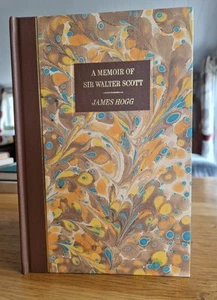 A MEMOIR OF
SIR WALTER SCOTT
JAMES HOGG